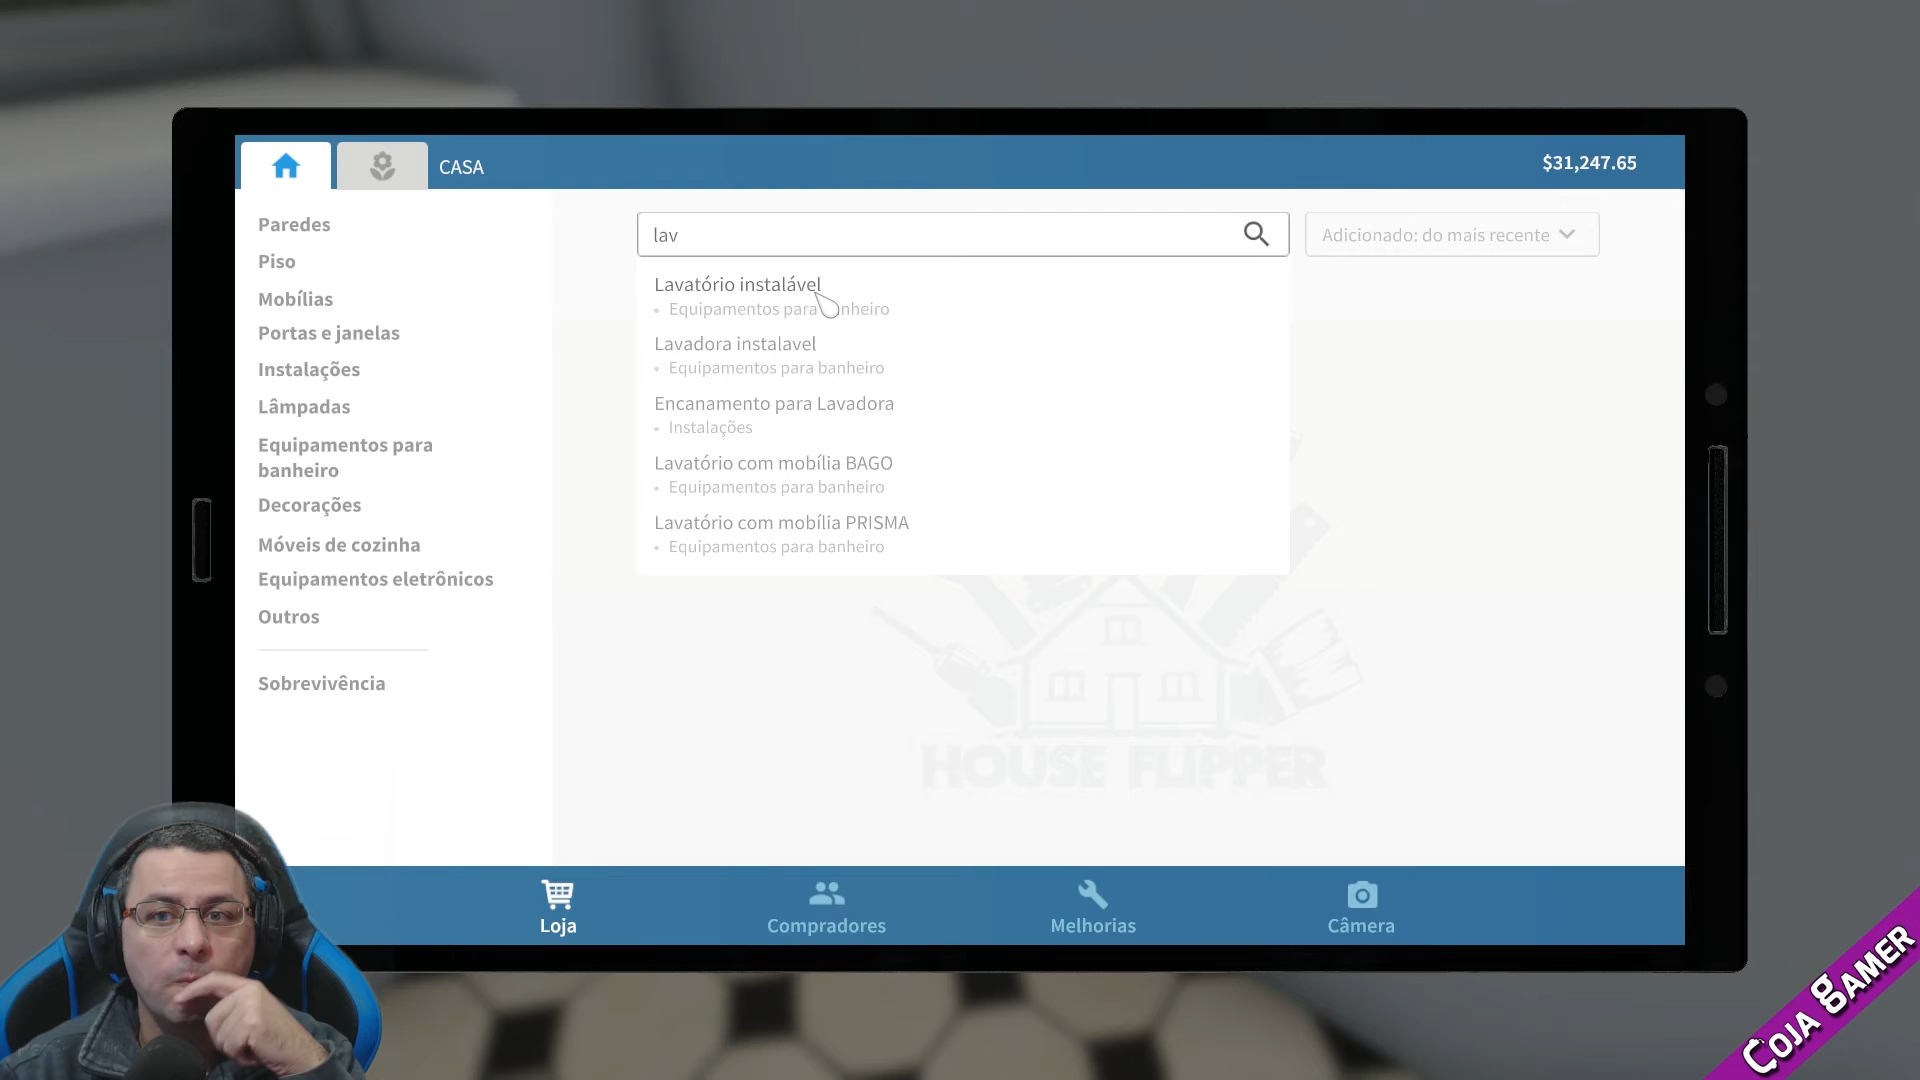 CASA
$31,247.65
Paredes
Piso
Mobílias
Portas e janelas
Instalações
Lâmpadas
Equipamentos para
banheiro
Decorações
Móveis de cozinha
Equipamentos eletrônicos
Outros
Sobrevivência
lav
Adicionado: do mais recente
Lavatório instalável
• Equipamentos para banheiro
Lavadora instalavel
• Equipamentos para banheiro
Encanamento para Lavadora
• Instalações
Lavatório com mobília BAGO
• Equipamentos para banheiro
Lavatório com mobília PRISMA
• Equipamentos para banheiro
HOUSE FLIPPER
Loja
Compradores
Melhorias
Câmera
COJA GAMER